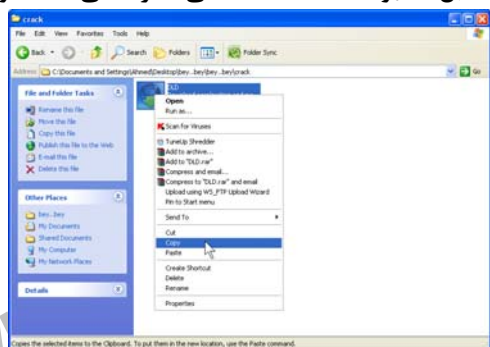 crack
File Edit View Favorites Tools Help
Back Search Folders Folder Sync
Address C:\Documents and Settings\Ahmed\Desktop\bey_bey\bey_bey\crack Go
File and Folder Tasks
Rename this file
Move this file
Copy this file
Publish this file to the Web
E-mail this file
Delete this file
Other Places
bey_bey
My Documents
Shared Documents
My Computer
My Network Places
Details
DLD
Open
Run as...
Scan for Viruses
TuneUp Shredder
Add to archive...
Add to "DLD.rar"
Compress and email...
Compress to "DLD.rar" and email
Upload using WS_FTP Upload Wizard
Pin to Start menu
Send To
Cut
Copy
Paste
Create Shortcut
Delete
Rename
Properties
Copies the selected items to the Clipboard. To put them in the new location, use the Paste command.